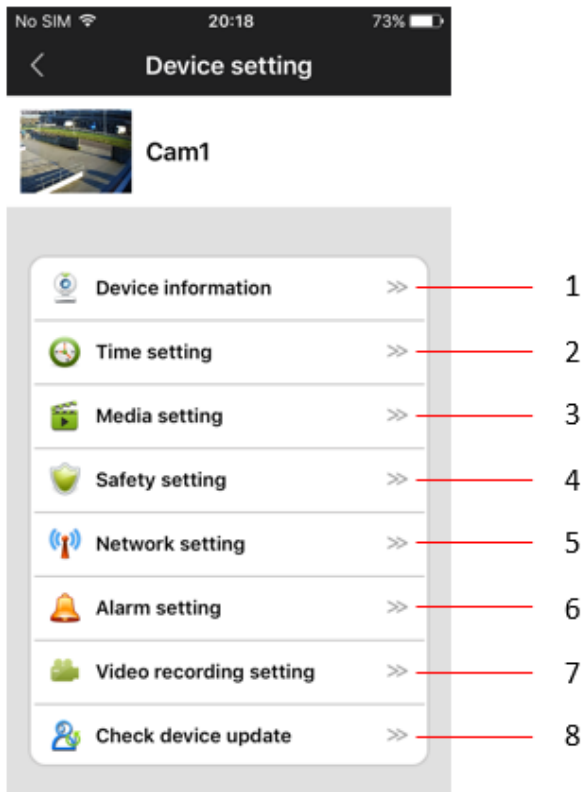 No SIM 20:18 73%
Device setting
Cam1
Device information 1
Time setting 2
Media setting 3
Safety setting 4
Network setting 5
Alarm setting 6
Video recording setting 7
Check device update 8